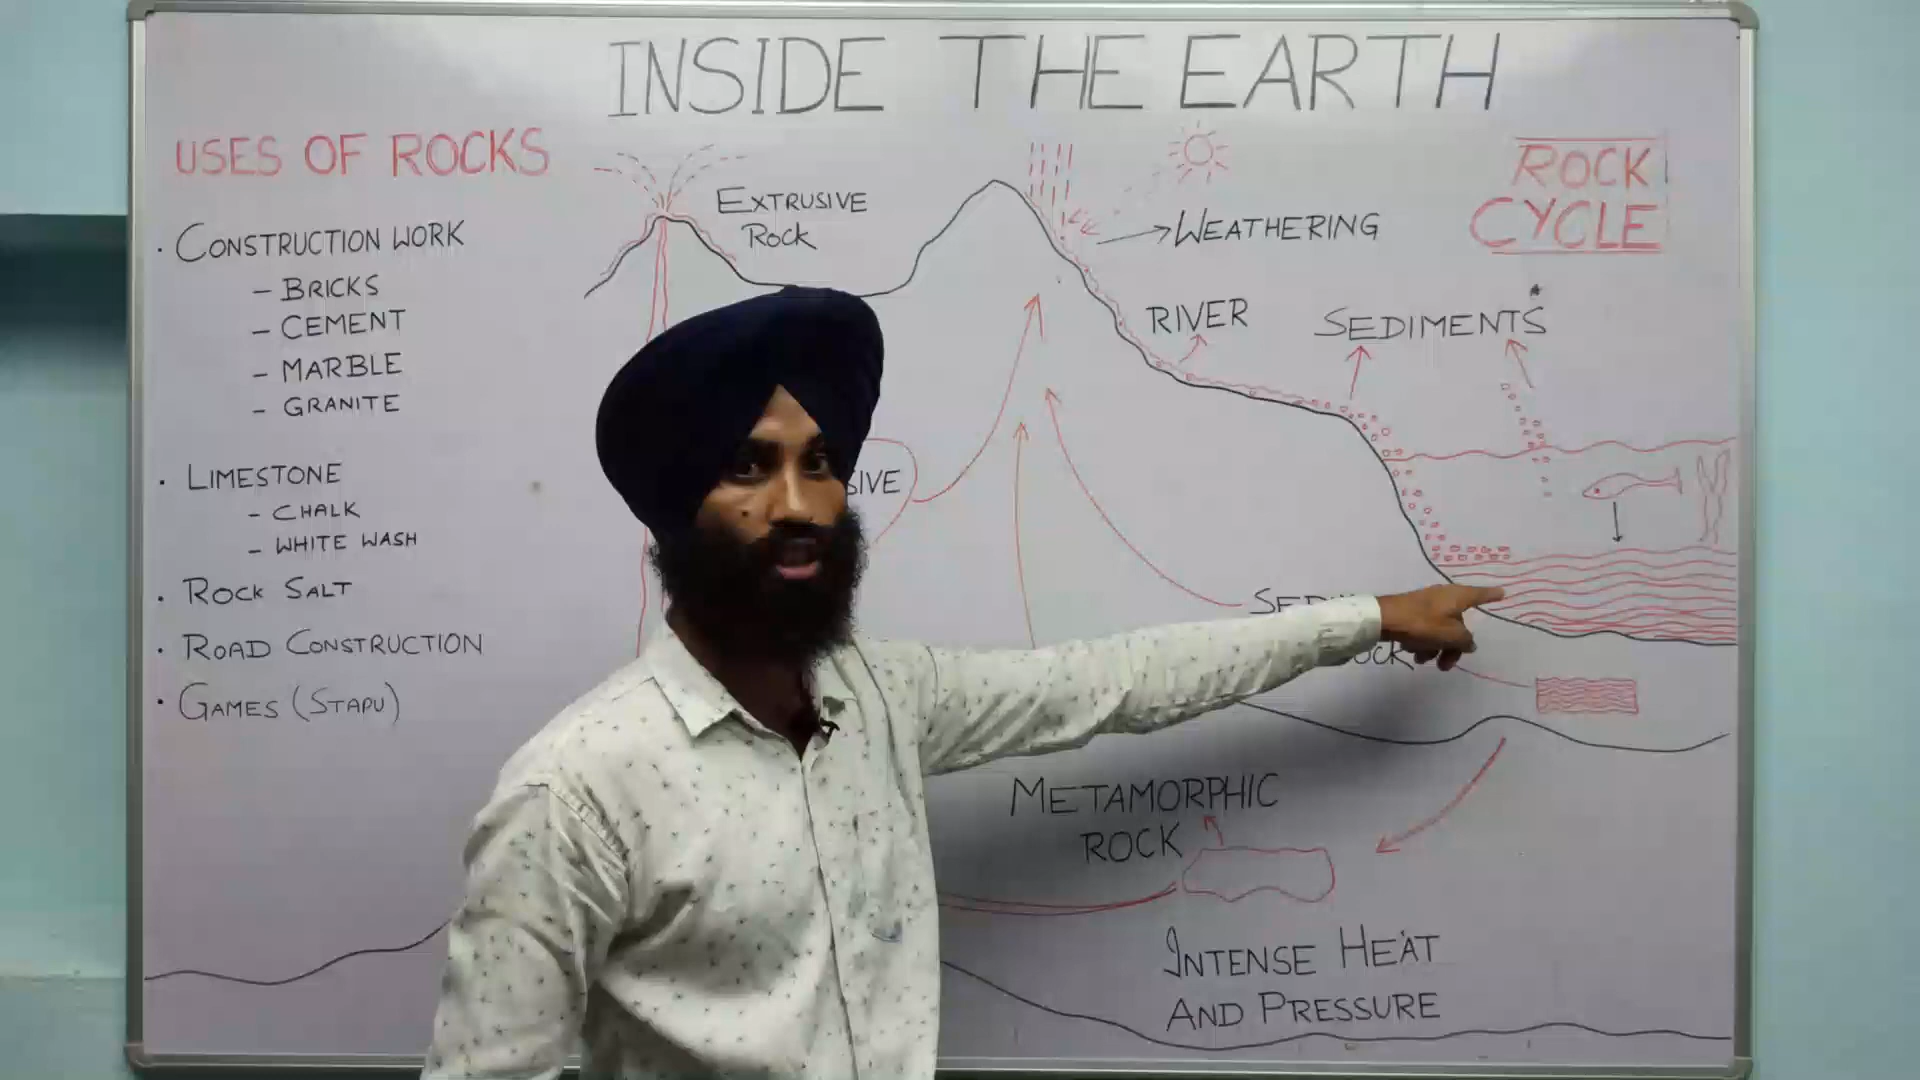 INSIDE THE EARTH
USES OF ROCKS
· CONSTRUCTION WORK
– BRICKS
– CEMENT
– MARBLE
– GRANITE
· LIMESTONE
– CHALK
– WHITE WASH
· ROCK SALT
· ROAD CONSTRUCTION
· GAMES (STAPU)
EXTRUSIVE
ROCK
WEATHERING
ROCK
CYCLE
RIVER
SEDIMENTS
METAMORPHIC
ROCK
INTENSE HEAT
AND PRESSURE